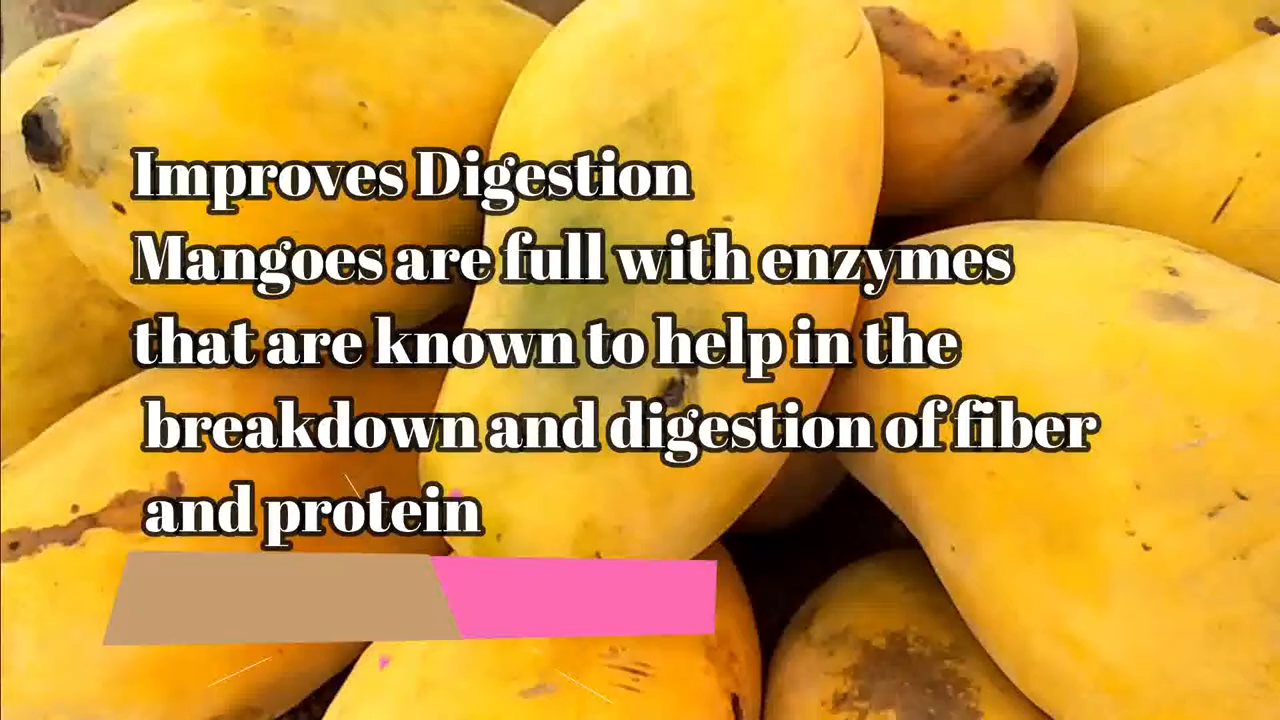 Improves Digestion
Mangoes are full with enzymes
that are known to help in the
breakdown and digestion of fiber
and protein